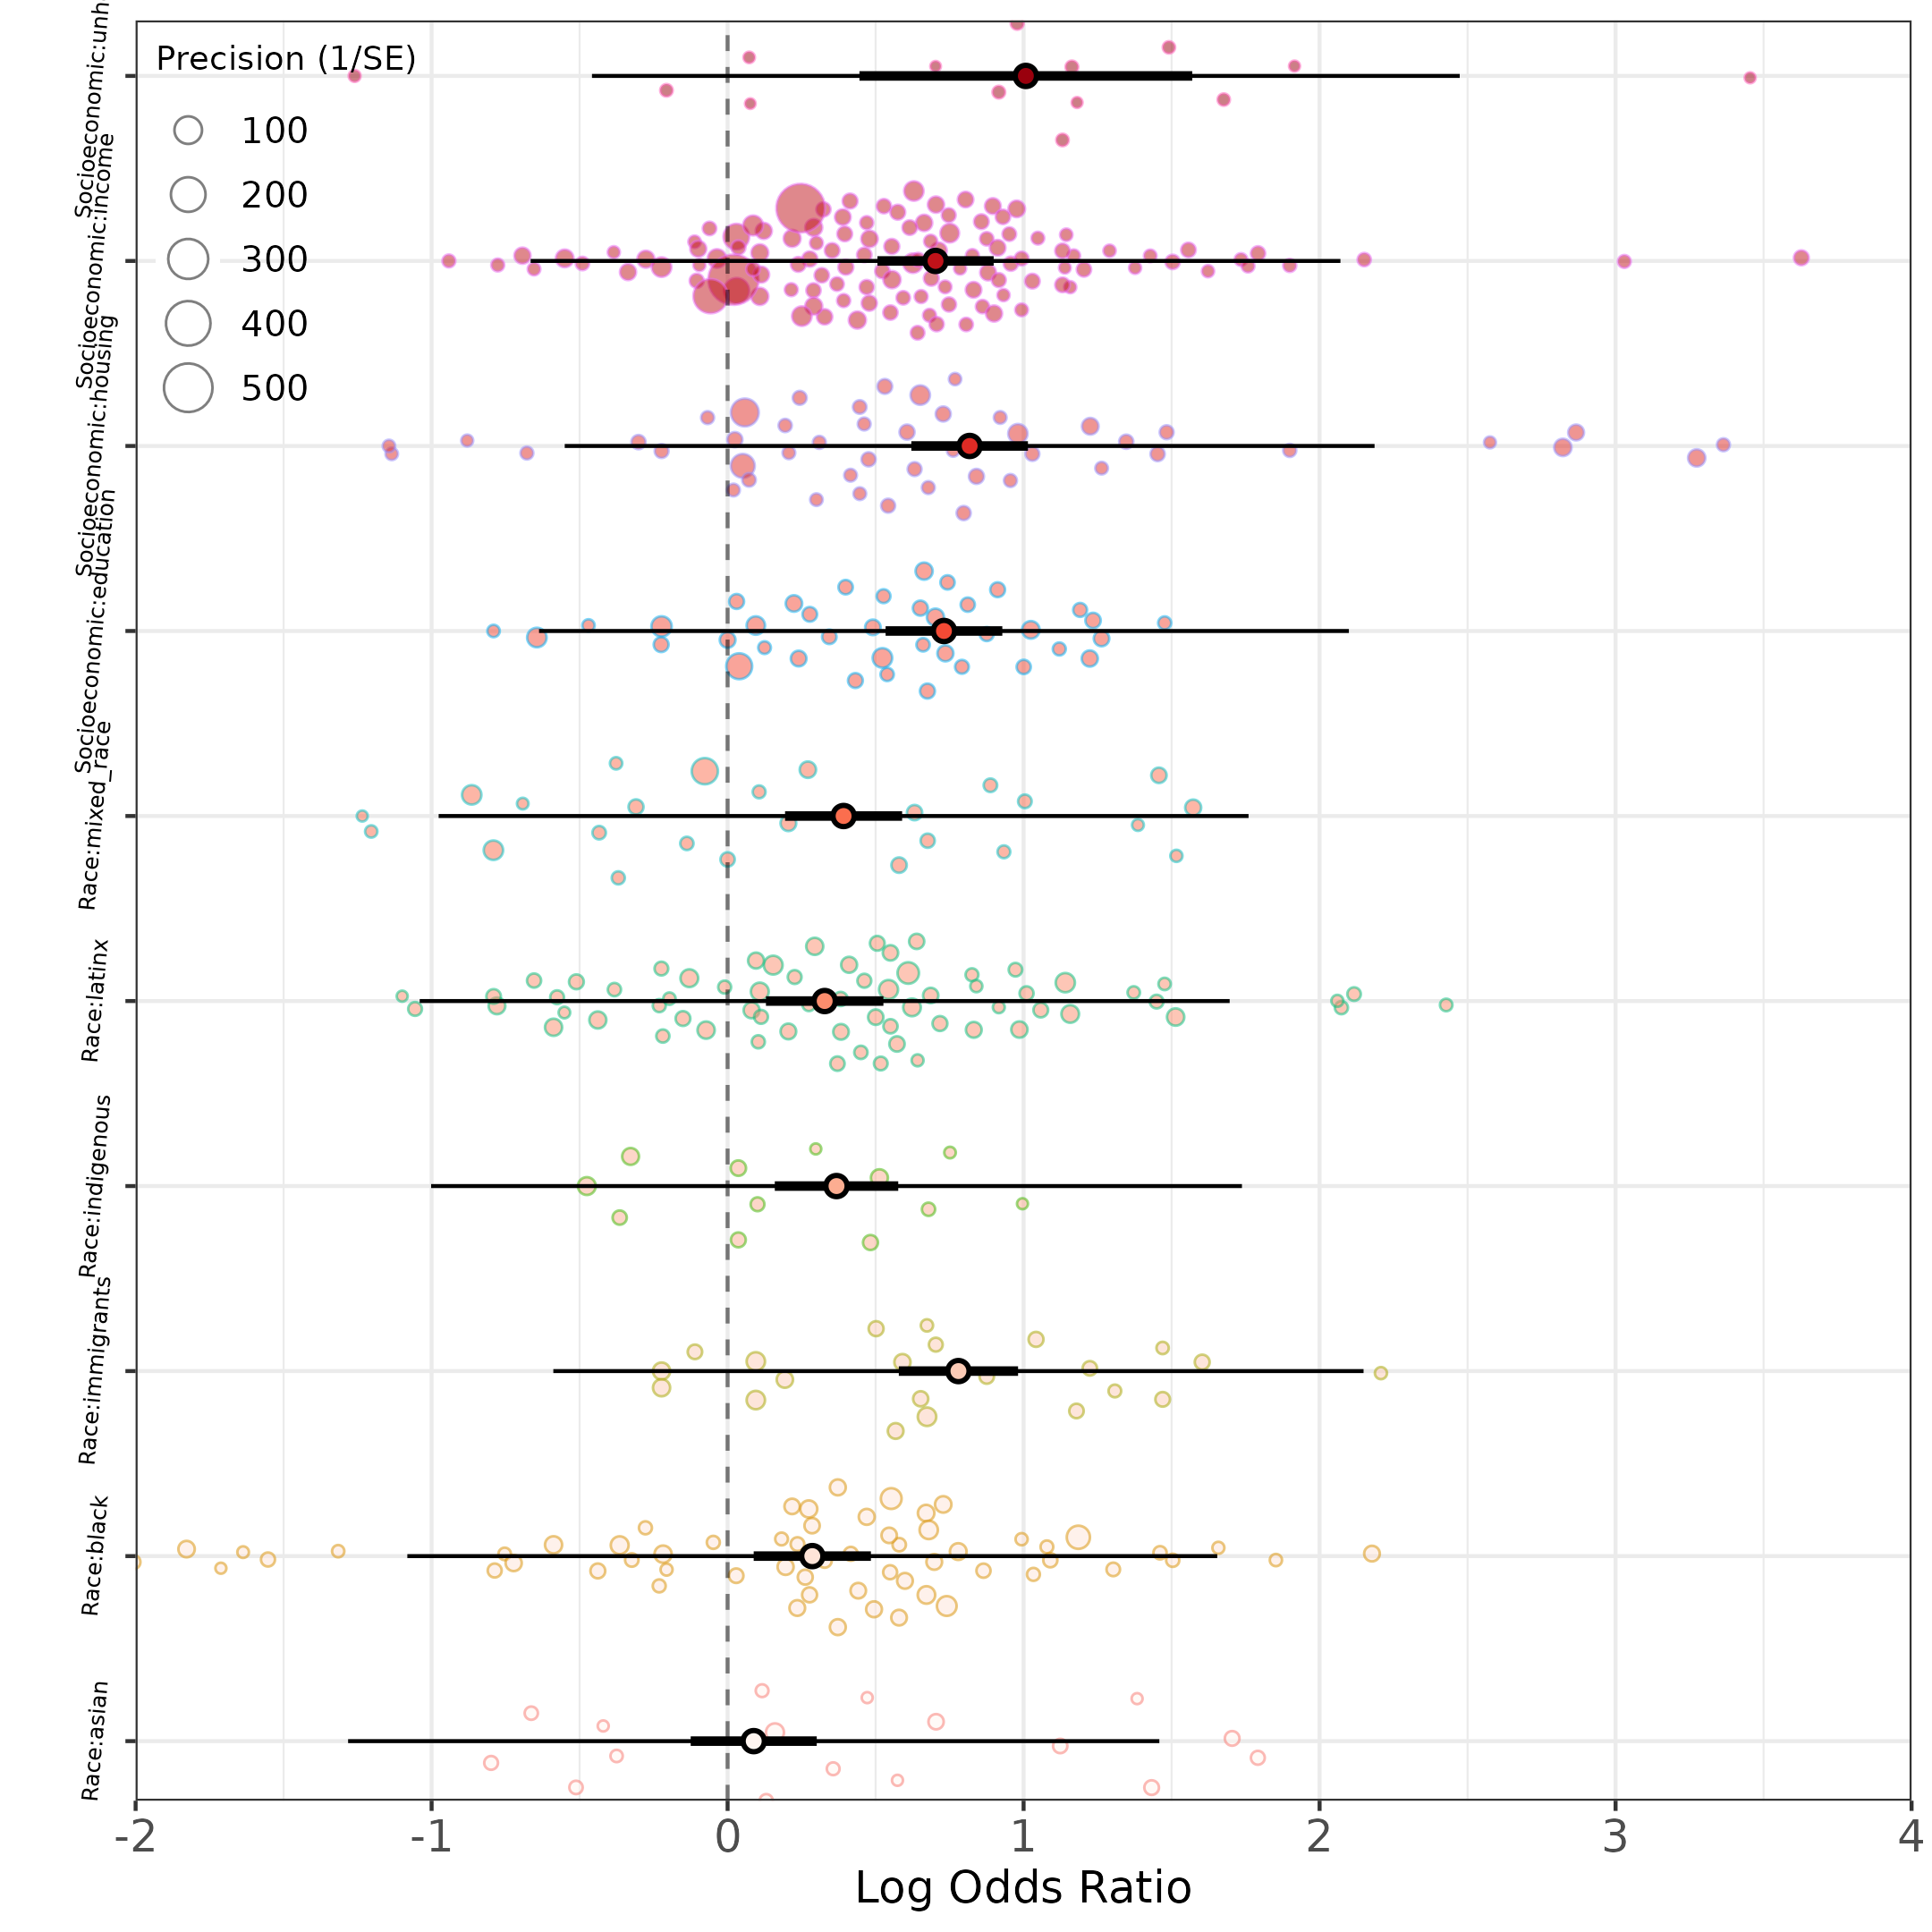 Precision (1/SE)
100
200
300
400
500
Socioeconomic:unh
Socioeconomic:income
Socioeconomic:housing
Socioeconomic:education
Race:mixed_race
Race:latinx
Race:indigenous
Race:immigrants
Race:black
Race:asian
-2 -1 0 1 2 3 4
Log Odds Ratio